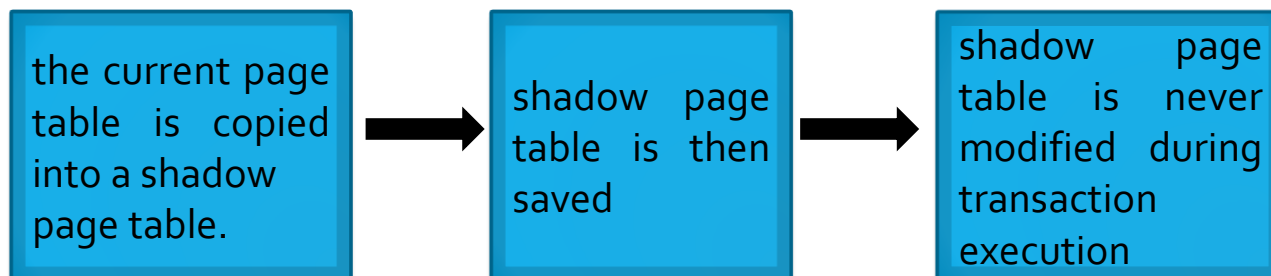 the current page
table is copied
into a shadow
page table.
shadow page
table is then
saved
shadow page
table is never
modified during
transaction
execution